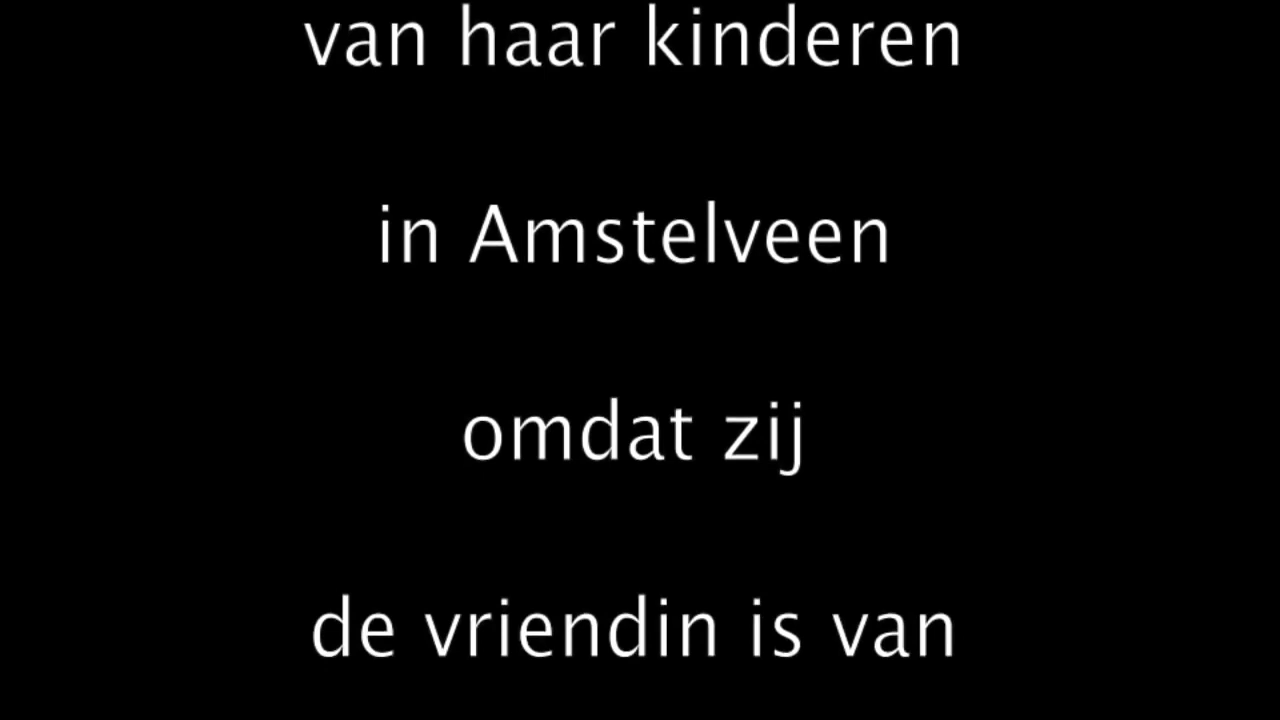 van haar kinderen
in Amstelveen
omdat zij
de vriendin is van